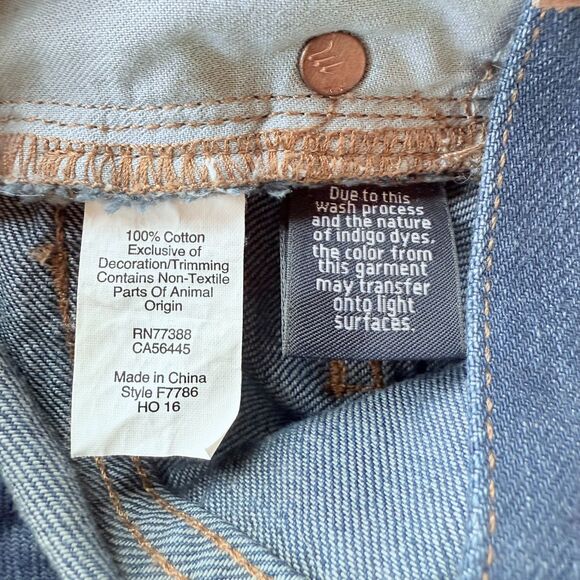 100% Cotton
Exclusive of
Decoration/Trimming
Contains Non-Textile
Parts Of Animal
Origin
RN77388
CA56445
Made in China
Style F7786
HO 16
Due to this
wash process
and the nature
of indigo dyes,
the color from
this garment
may transfer
onto light
surfaces.